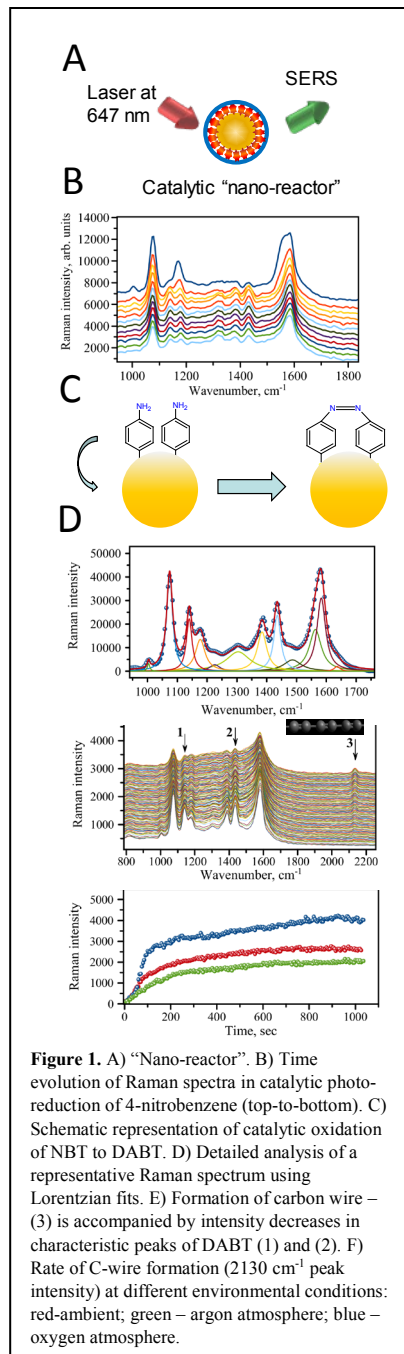 A
Laser at
647 nm
SERS
Catalytic “nano-reactor”
B
Raman intensity, arb. units
14000
12000
10000
8000
6000
4000
2000
1000 1200 1400 1600 1800
Wavenumber, cm-1
C
NH2 NH2
N N
D
Raman intensity
50000
40000
30000
20000
10000
0
1000 1100 1200 1300 1400 1500 1600 1700
Wavenumber, cm-1
Raman intensity
4000
3000
2000
1000
1 2 3
800 1000 1200 1400 1600 1800 2000 2200
Wavenumber, cm-1
Raman intensity
5000
4000
3000
2000
1000
0
0 200 400 600 800 1000
Time, sec
Figure 1. A) “Nano-reactor”. B) Time
evolution of Raman spectra in catalytic photo-
reduction of 4-nitrobenzene (top-to-bottom). C)
Schematic representation of catalytic oxidation
of NBT to DABT. D) Detailed analysis of a
representative Raman spectrum using
Lorentzian fits. E) Formation of carbon wire –
(3) is accompanied by intensity decreases in
characteristic peaks of DABT (1) and (2). F)
Rate of C-wire formation (2130 cm-1 peak
intensity) at different environmental conditions:
red-ambient; green – argon atmosphere; blue –
oxygen atmosphere.